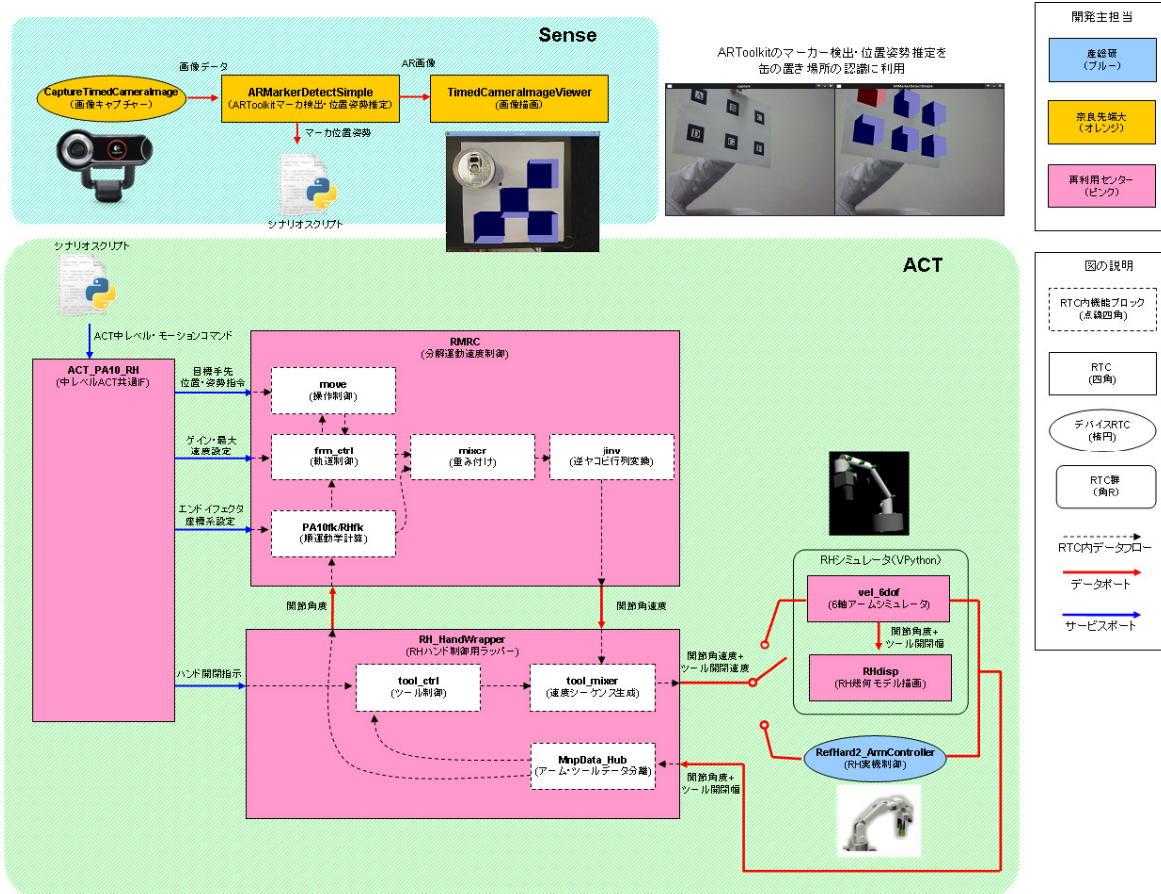 Sense
画像データ
AR画像
CaptureTimedCameraImage
(画像キャプチャー)
ARMarkerDetectSimple
(ARToolkitマーカ検出・位置姿勢推定)
TimedCameraImageViewer
(画像描画)
マーカ位置姿勢
シナリオスクリプト
ARToolkitのマーカー検出・位置姿勢推定を
缶の置き場所の認識に利用
capture
ARMarkerDetectSimple
開発主担当
産総研
(ブルー)
奈良先端大
(オレンジ)
再利用センター
(ピンク)
ACT
シナリオスクリプト
ACT中レベル・モーションコマンド
ACT_PA10_RH
(中レベルACT共通IF)
目標手先
位置・姿勢指令
ゲイン・最大
速度設定
エンドイフェクタ
座標系設定
ハンド開閉指示
RMRC
(分解運動速度制御)
move
(操作制御)
frm_ctrl
(軌道制御)
mixer
(重み付け)
jinv
(逆ヤコビ行列変換)
PA10fk/RHfk
(順運動学計算)
関節角度
関節角速度
RH_HandWrapper
(RHハンド制御用ラッパー)
tool_ctrl
(ツール制御)
tool_mixer
(速度シーケンス生成)
MnpData_Hub
(アーム・ツールデータ分離)
関節角速度+
ツール開閉速度
関節角度+
ツール開閉幅
RHシミュレータ(VPython)
vel_6dof
(6軸アームシミュレータ)
関節角度+
ツール開閉幅
RHdisp
(RH幾何モデル描画)
RefHard2_ArmController
(RH実機制御)
図の説明
RTC内機能ブロック
(点線四角)
RTC
(四角)
デバイスRTC
(楕円)
RTC群
(角R)
RTC内データフロー
データポート
サービスポート